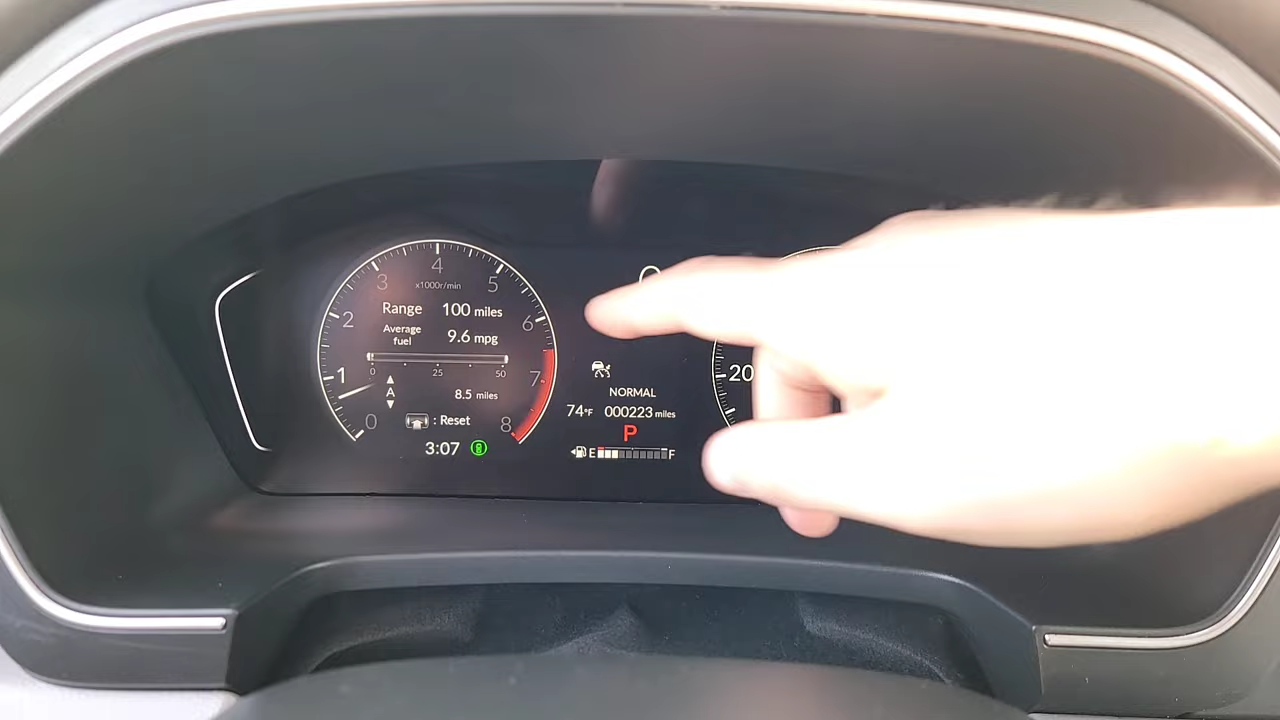 4
3 5
x1000r/min
Range 100 miles
2 6
Average
fuel
9.6 mpg
0 25 50
1 7
A 8.5 miles
0 : Reset 8
3:07
NORMAL
74°F 000223 miles
P
E F
20